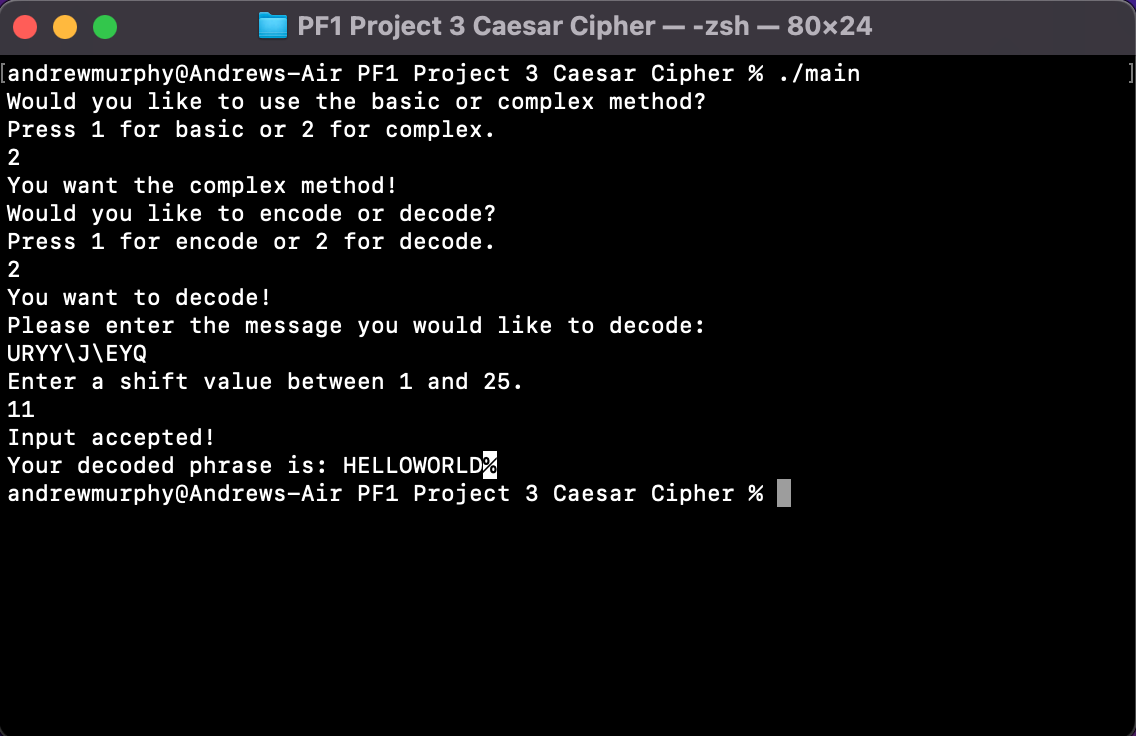 PF1 Project 3 Caesar Cipher — -zsh — 80×24
[andrewmurphy@Andrews-Air PF1 Project 3 Caesar Cipher % ./main ]
Would you like to use the basic or complex method?
Press 1 for basic or 2 for complex.
2
You want the complex method!
Would you like to encode or decode?
Press 1 for encode or 2 for decode.
2
You want to decode!
Please enter the message you would like to decode:
URYY\J\EYQ
Enter a shift value between 1 and 25.
11
Input accepted!
Your decoded phrase is: HELLOWORLD%
andrewmurphy@Andrews-Air PF1 Project 3 Caesar Cipher %